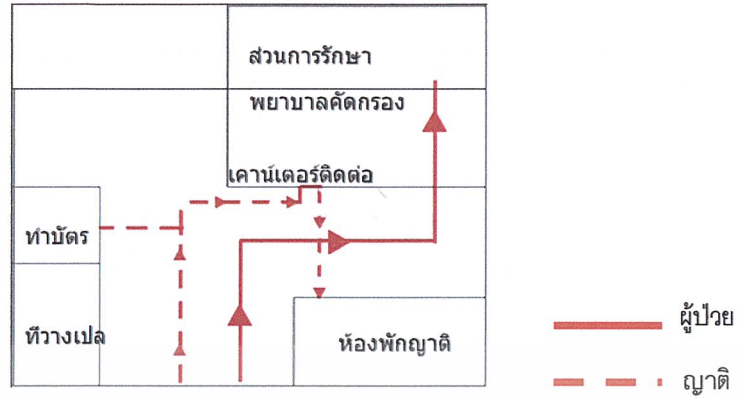 ส่วนการรักษา
พยาบาลคัดกรอง
เคาน์เตอร์ติดต่อ
ทำบัตร
ทีวางเปล
ห้องพักญาติ
ผู้ป่วย
ญาติ